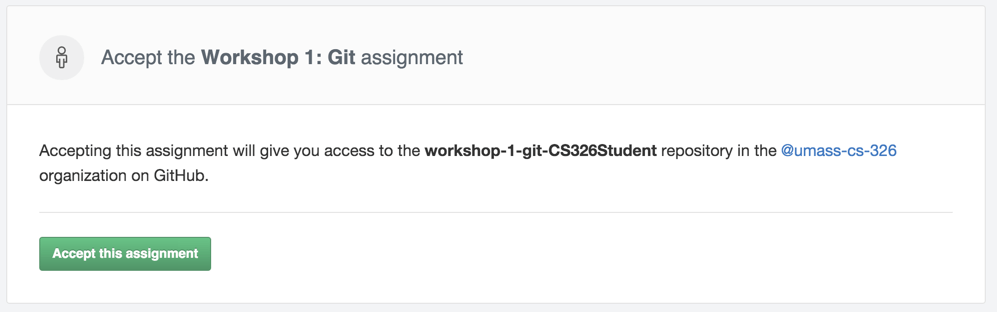 Accept the Workshop 1: Git assignment
Accepting this assignment will give you access to the workshop-1-git-CS326Student repository in the @umass-cs-326
organization on GitHub.
Accept this assignment